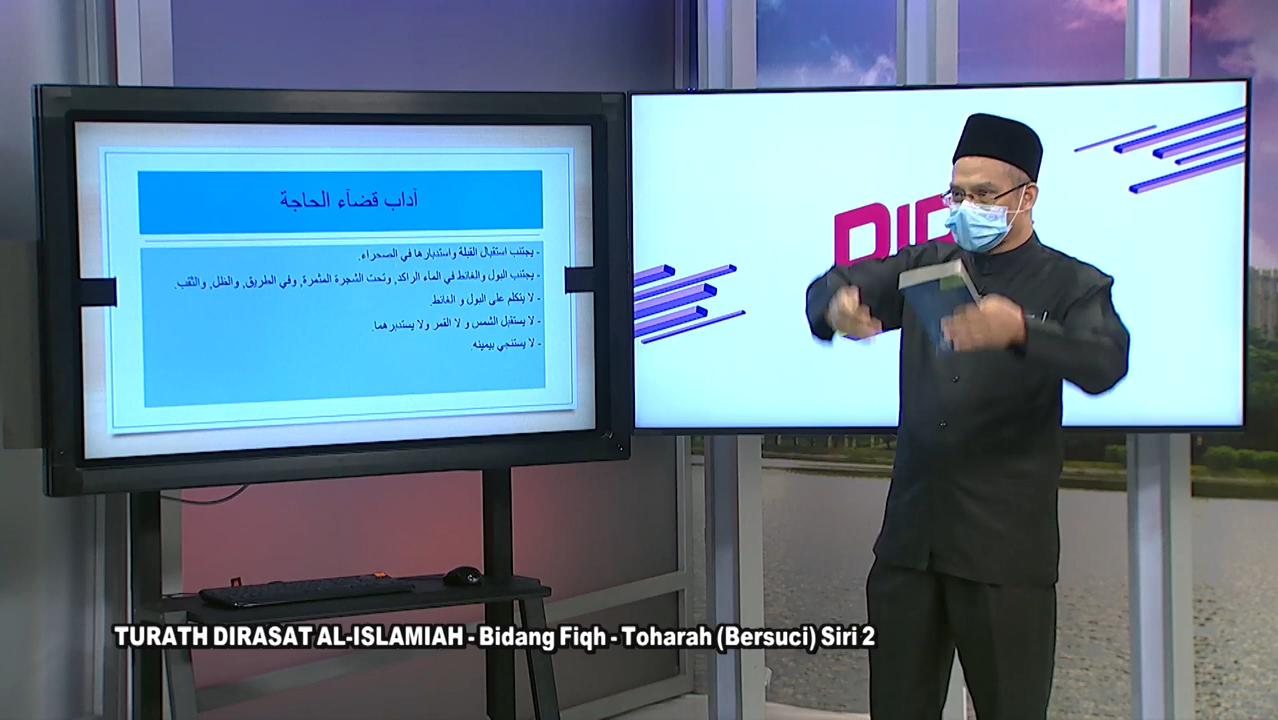 آداب قضآء الحاجة
- يجتنب استقبال القبلة واستدبارها في الصحراء.
- يجتنب البول والغائط في الماء الراكد, وتحت الشجرة المثمرة, وفي الطريق, والظل, والثقب.
- لا يتكلم على البول و الغائط.
- لا يستقبل الشمس و لا القمر ولا يستدبرهما.
- لا يستنجي بيمينه.
TURATH DIRASAT AL-ISLAMIAH - Bidang Fiqh - Toharah (Bersuci) Siri 2